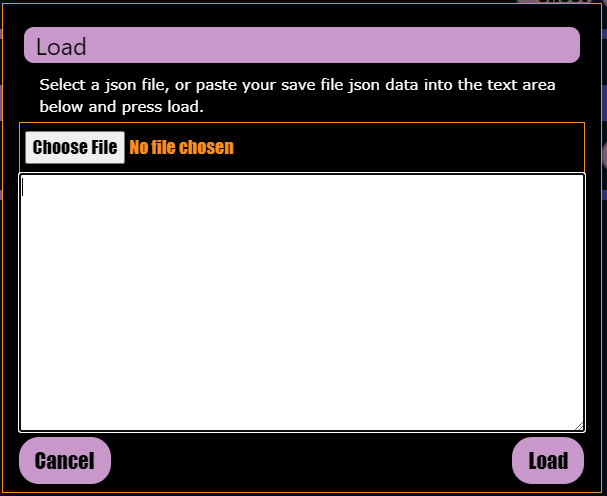 Load
Select a json file, or paste your save file json data into the text area
below and press load.
Choose File No file chosen
Cancel Load